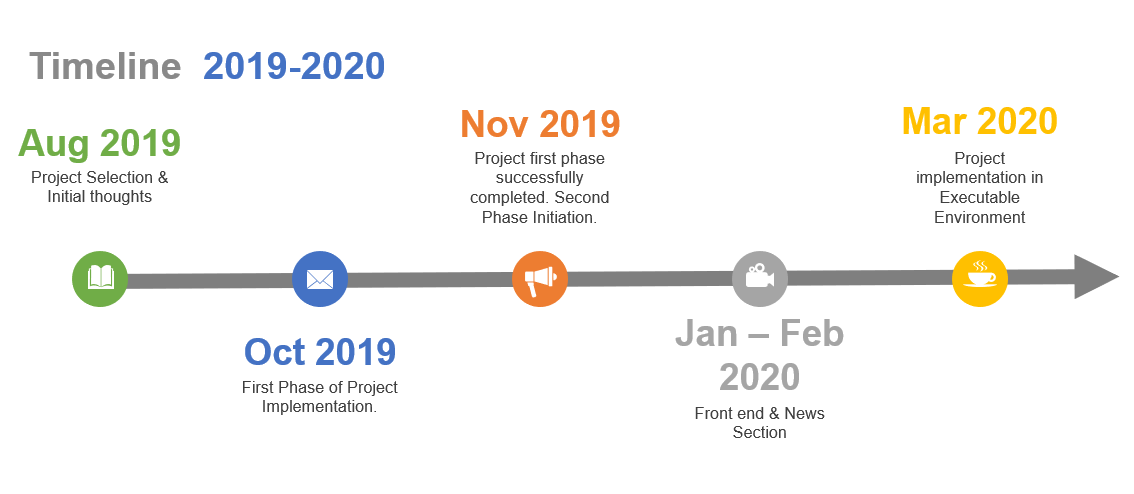 Timeline 2019-2020
Aug 2019
Project Selection &
Initial thoughts
Oct 2019
First Phase of Project
Implementation.
Nov 2019
Project first phase
successfully
completed. Second
Phase Initiation.
Jan – Feb
2020
Front end & News
Section
Mar 2020
Project
implementation in
Executable
Environment